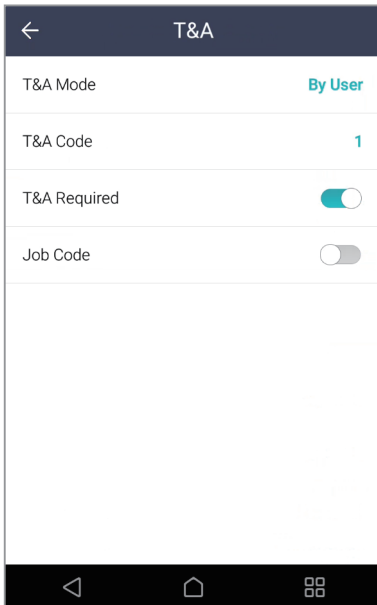 T&A
T&A Mode By User
T&A Code 1
T&A Required
Job Code